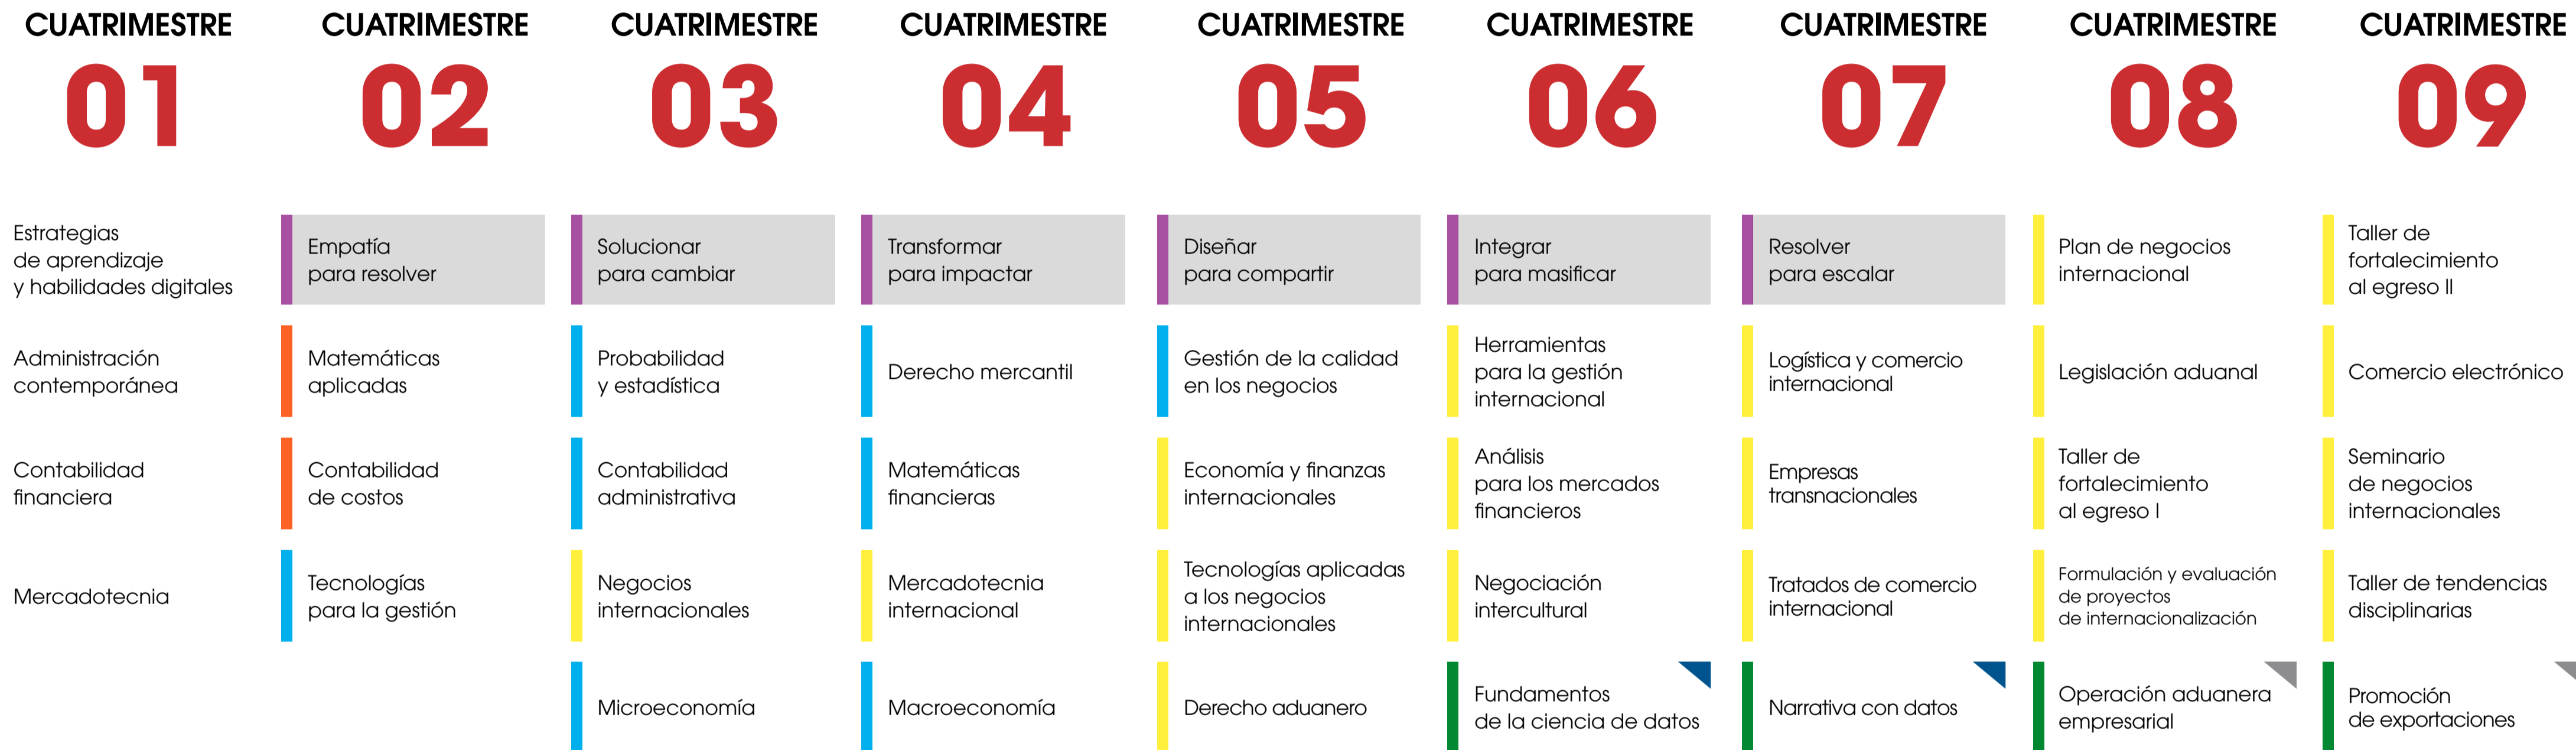 CUATRIMESTRE
01
Estrategias
de aprendizaje
y habilidades digitales
Administración
contemporánea
Contabilidad
financiera
Mercadotecnia
CUATRIMESTRE
02
Empatía
para resolver
Matemáticas
aplicadas
Contabilidad
de costos
Tecnologías
para la gestión
CUATRIMESTRE
03
Solucionar
para cambiar
Probabilidad
y estadística
Contabilidad
administrativa
Negocios
internacionales
Microeconomía
CUATRIMESTRE
04
Transformar
para impactar
Derecho mercantil
Matemáticas
financieras
Mercadotecnia
internacional
Macroeconomía
CUATRIMESTRE
05
Diseñar
para compartir
Gestión de la calidad
en los negocios
Economía y finanzas
internacionales
Tecnologías aplicadas
a los negocios
internacionales
Derecho aduanero
CUATRIMESTRE
06
Integrar
para masificar
Herramientas
para la gestión
internacional
Análisis
para los mercados
financieros
Negociación
intercultural
Fundamentos
de la ciencia de datos
CUATRIMESTRE
07
Resolver
para escalar
Logística y comercio
internacional
Empresas
transnacionales
Tratados de comercio
internacional
Narrativa con datos
CUATRIMESTRE
08
Plan de negocios
internacional
Legislación aduanal
Taller de
fortalecimiento
al egreso I
Formulación y evaluación
de proyectos
de internacionalización
Operación aduanera
empresarial
CUATRIMESTRE
09
Taller de
fortalecimiento
al egreso II
Comercio electrónico
Seminario
de negocios
internacionales
Taller de tendencias
disciplinarias
Promoción
de exportaciones